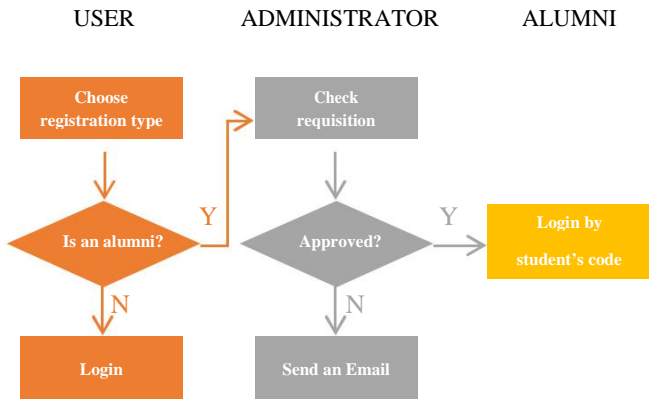 USER
ADMINISTRATOR
ALUMNI
Choose
registration type
Check
requisition
Is an alumni?
Y
Approved?
Y
Login by
student's code
N
N
Login
Send an Email